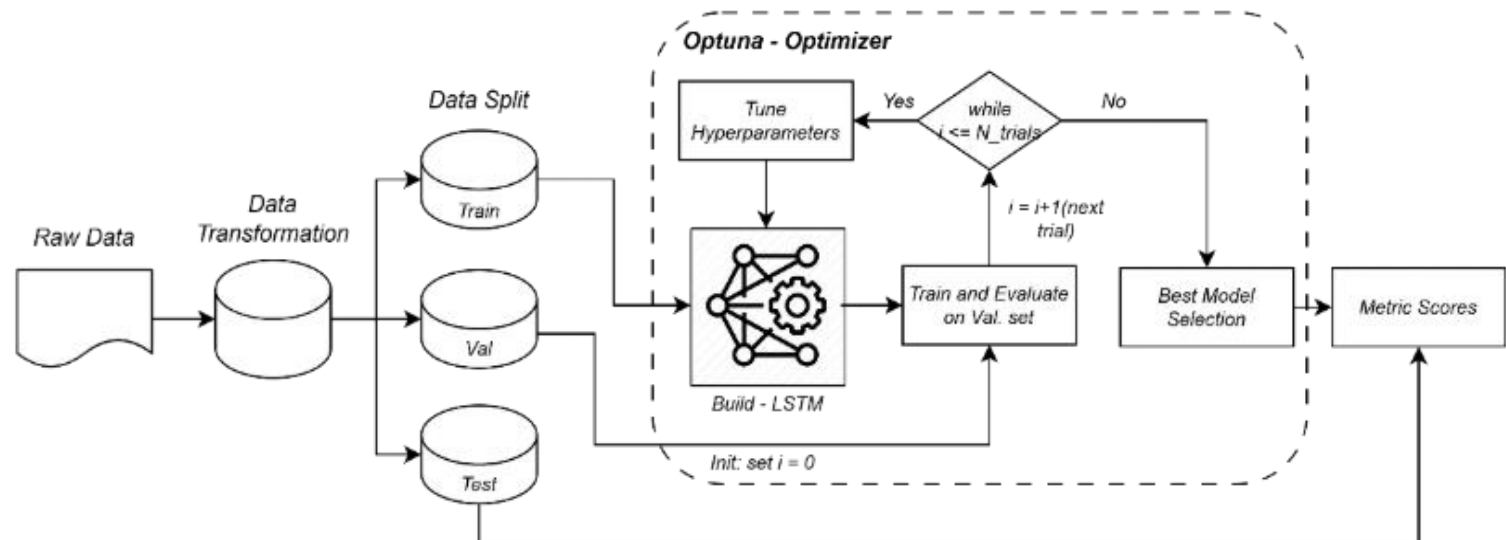 Optuna - Optimizer
Data Split
Tune
Hyperparameters
Yes
while
i <= N_trials
No
Train
Data
Transformation
i = i+1(next
trial)
Raw Data
Val
Train and Evaluate
on Val. set
Best Model
Selection
Metric Scores
Build - LSTM
Init: set i = 0
Test